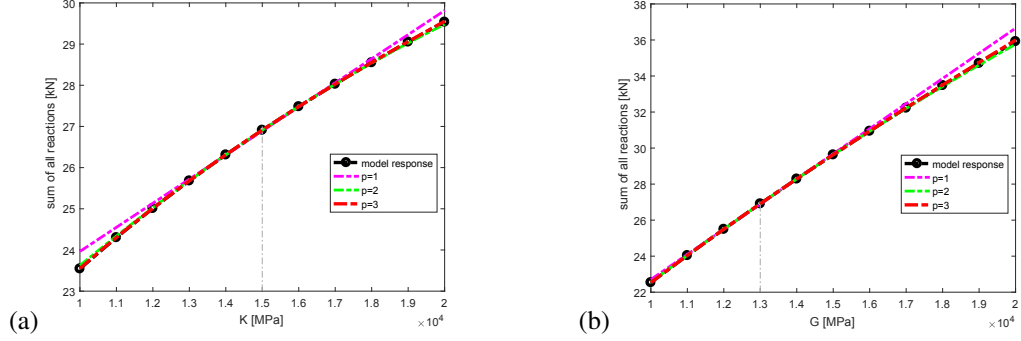 30
29
28
27
26
25
24
23
sum of all reactions [kN]
model response
p=1
p=2
p=3
10 1.1 1.2 1.3 1.4 1.5 1.6 1.7 1.8 1.9 2
K [MPa]
×10⁴
(a)
38
36
34
32
30
28
26
24
22
sum of all reactions [kN]
model response
p=1
p=2
p=3
10 1.1 1.2 1.3 1.4 1.5 1.6 1.7 1.8 1.9 2
G [MPa]
×10⁴
(b)